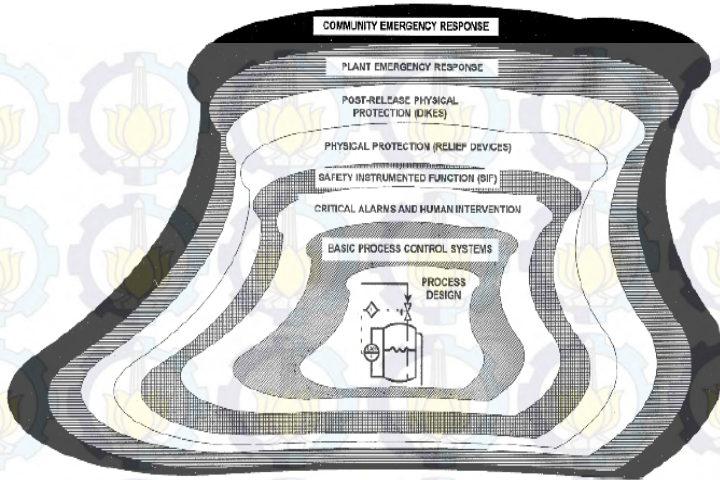 COMMUNITY EMERGENCY RESPONSE
PLANT EMERGENCY RESPONSE
POST-RELEASE PHYSICAL
PROTECTION (DIKES)
PHYSICAL PROTECTION (RELIEF DEVICES)
SAFETY INSTRUMENTED FUNCTION (SIF)
CRITICAL ALARMS AND HUMAN INTERVENTION
BASIC PROCESS CONTROL SYSTEMS
PROCESS
DESIGN